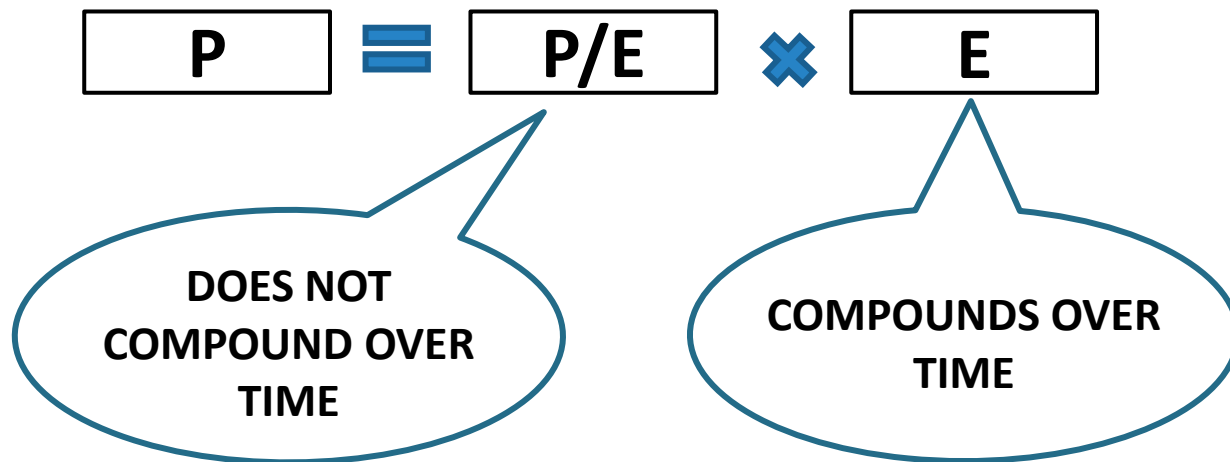 P = P/E × E
DOES NOT
COMPOUND OVER
TIME
COMPOUNDS OVER
TIME